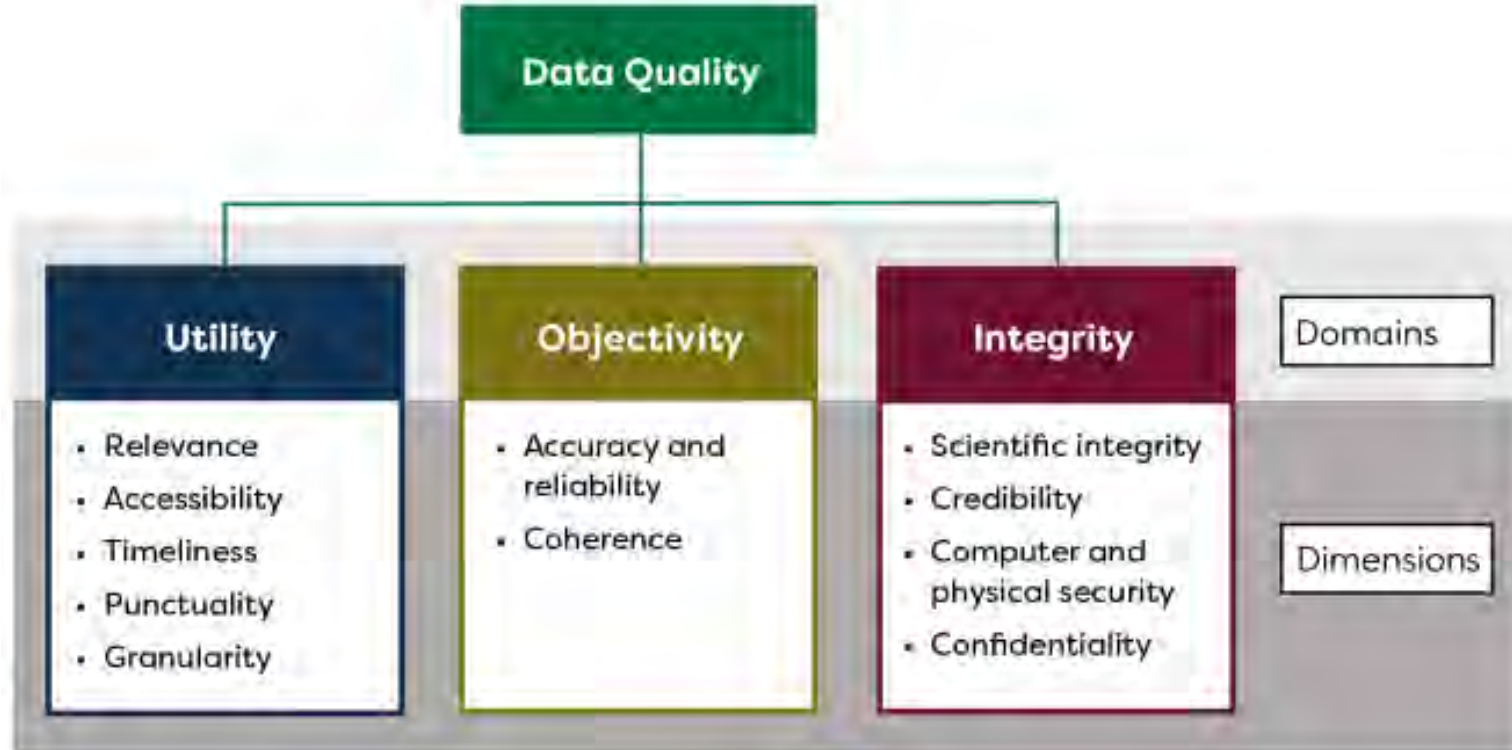 Data Quality
Utility
Objectivity
Integrity
Domains
• Relevance
• Accessibility
• Timeliness
• Punctuality
• Granularity
• Accuracy and
reliability
• Coherence
• Scientific integrity
• Credibility
• Computer and
physical security
• Confidentiality
Dimensions